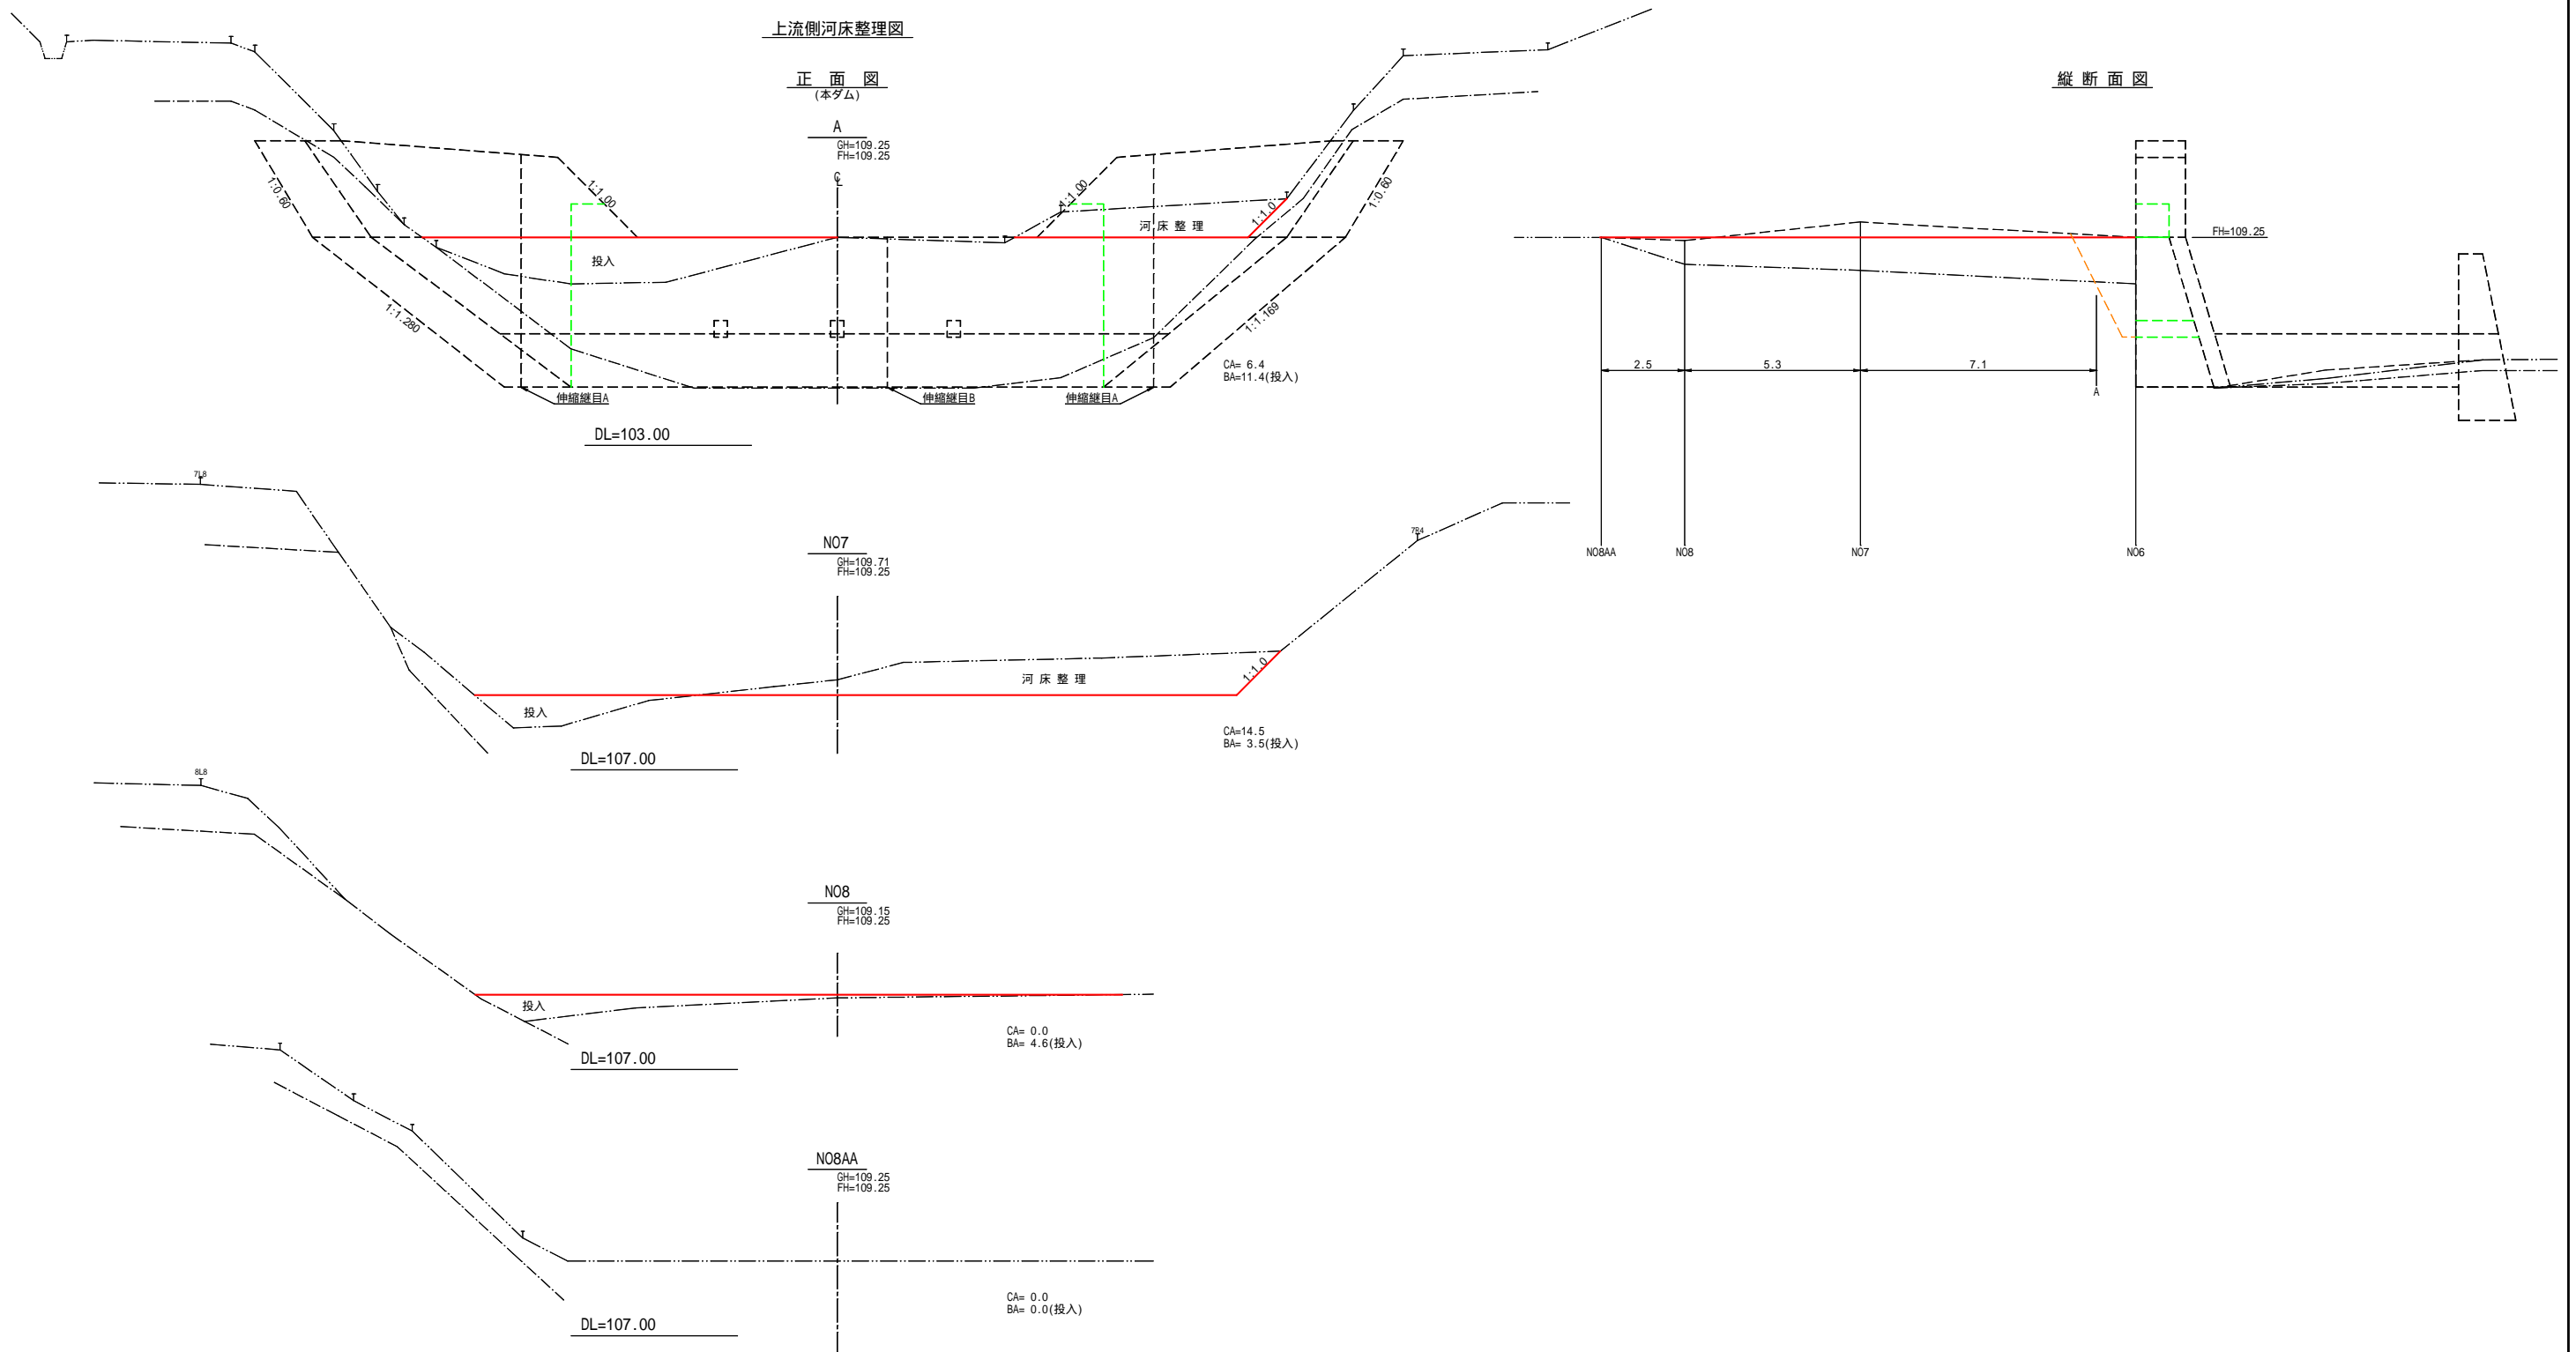 上流側河床整理図
正 面 図
(本ダム)
A
GH=109.25
FH=109.25
℄
1:0.60
1:1.00
1:1.00
1:1.0
1:0.60
河 床 整 理
投入
1:1.280
1:1.169
CA= 6.4
BA=11.4(投入)
伸縮継目A
伸縮継目B
伸縮継目A
DL=103.00
縦 断 面 図
FH=109.25
2.5
5.3
7.1
A
NO8AA
NO8
NO7
NO6
7L8
NO7
GH=109.71
FH=109.25
7R4
1:1.0
河 床 整 理
投入
CA=14.5
BA= 3.5(投入)
DL=107.00
8L8
NO8
GH=109.15
FH=109.25
投入
CA= 0.0
BA= 4.6(投入)
DL=107.00
NO8AA
GH=109.25
FH=109.25
CA= 0.0
BA= 0.0(投入)
DL=107.00